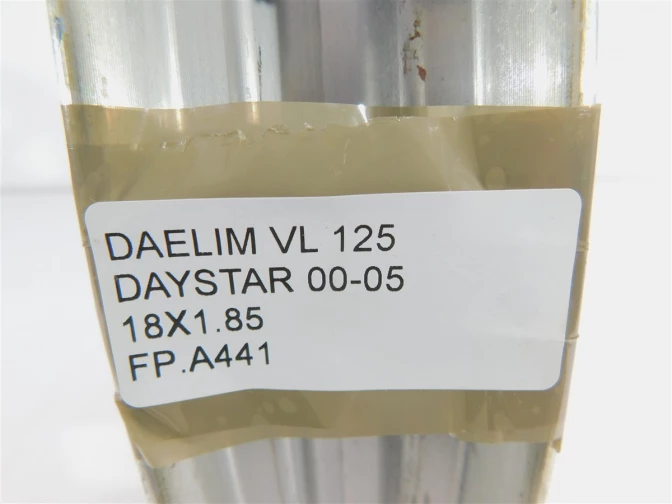 DAELIM VL 125
DAYSTAR 00-05
18X1.85
FP.A441